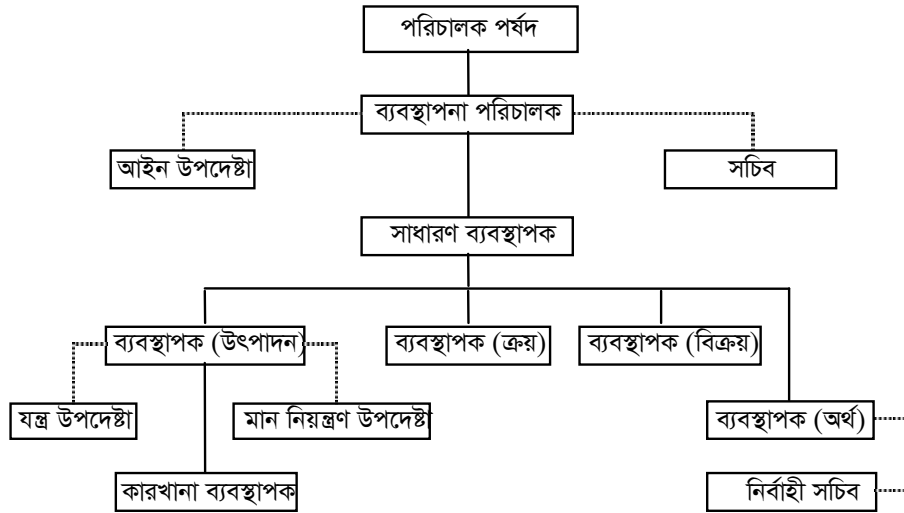 পরিচালক পর্ষদ
ব্যবস্থাপনা পরিচালক
আইন উপদেষ্টা
সচিব
সাধারণ ব্যবস্থাপক
ব্যবস্থাপক (উৎপাদন)
ব্যবস্থাপক (ক্রয়)
ব্যবস্থাপক (বিক্রয়)
যন্ত্র উপদেষ্টা
মান নিয়ন্ত্রণ উপদেষ্টা
ব্যবস্থাপক (অর্থ)
কারখানা ব্যবস্থাপক
নির্বাহী সচিব